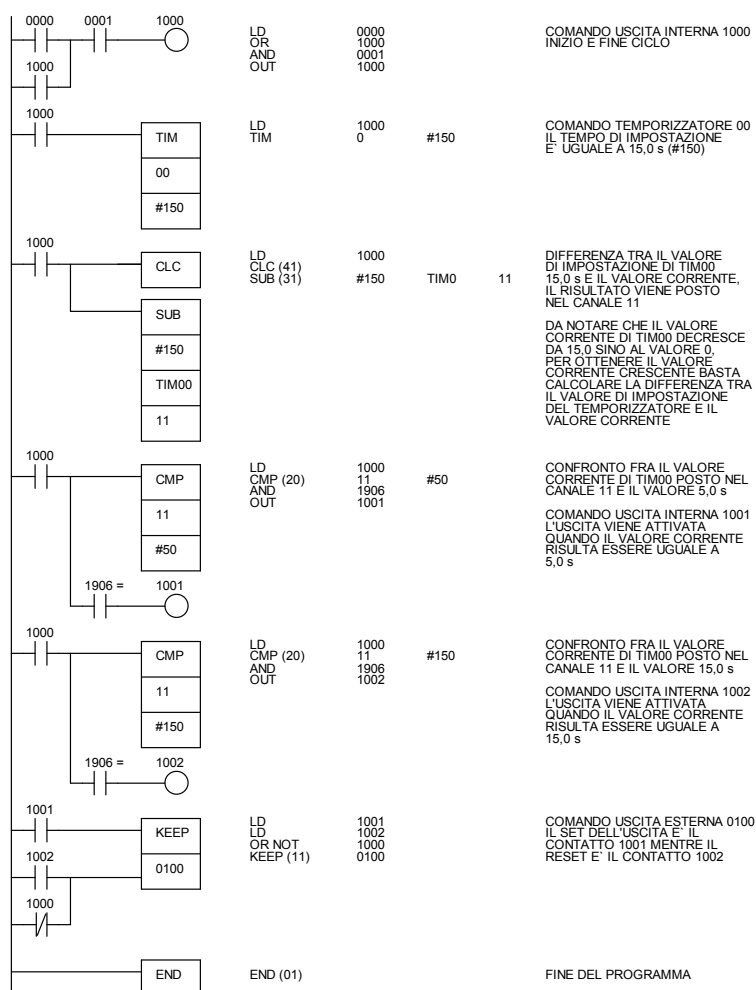 0000 0001 1000
1000
LD 0000
OR 1000
AND 0001
OUT 1000
COMANDO USCITA INTERNA 1000
INIZIO E FINE CICLO
1000
TIM
00
#150
LD 1000
TIM 0 #150
COMANDO TEMPORIZZATORE 00
IL TEMPO DI IMPOSTAZIONE
E` UGUALE A 15,0 s (#150)
1000
CLC
SUB
#150
TIM00
11
LD 1000
CLC (41)
SUB (31) #150 TIM0 11
DIFFERENZA TRA IL VALORE
DI IMPOSTAZIONE DI TIM00
15,0 s E IL VALORE CORRENTE,
IL RISULTATO VIENE POSTO
NEL CANALE 11
DA NOTARE CHE IL VALORE
CORRENTE DI TIM00 DECRESCE
DA 15,0 SINO AL VALORE 0,
PER OTTENERE IL VALORE
CORRENTE CRESCENTE BASTA
CALCOLARE LA DIFFERENZA TRA
IL VALORE DI IMPOSTAZIONE
DEL TEMPORIZZATORE E IL
VALORE CORRENTE
1000
CMP
11
#50
1906 = 1001
LD 1000
CMP (20) 11 #50
AND 1906
OUT 1001
CONFRONTO FRA IL VALORE
CORRENTE DI TIM00 POSTO NEL
CANALE 11 E IL VALORE 5,0 s
COMANDO USCITA INTERNA 1001
L'USCITA VIENE ATTIVATA
QUANDO IL VALORE CORRENTE
RISULTA ESSERE UGUALE A
5,0 s
1000
CMP
11
#150
1906 = 1002
LD 1000
CMP (20) 11 #150
AND 1906
OUT 1002
CONFRONTO FRA IL VALORE
CORRENTE DI TIM00 POSTO NEL
CANALE 11 E IL VALORE 15,0 s
COMANDO USCITA INTERNA 1002
L'USCITA VIENE ATTIVATA
QUANDO IL VALORE CORRENTE
RISULTA ESSERE UGUALE A
15,0 s
1001
1002
1000
KEEP
0100
LD 1001
LD 1002
OR NOT 1000
KEEP (11) 0100
COMANDO USCITA ESTERNA 0100
IL SET DELL'USCITA E` IL
CONTATTO 1001 MENTRE IL
RESET E` IL CONTATTO 1002
END
END (01)
FINE DEL PROGRAMMA